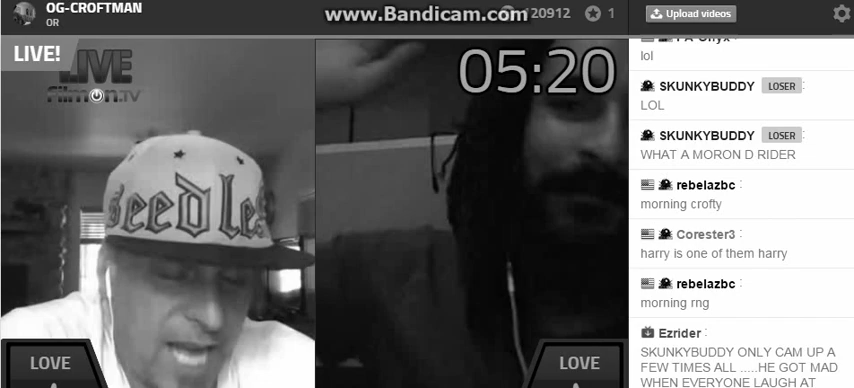 OG-CROFTMAN
OR
www.Bandicam.com
120912
1
Upload videos
LIVE!
LIVE
FilmOn.TV
05:20
seedles
LOVE
LOVE
lol
SKUNKYBUDDY LOSER :
LOL
SKUNKYBUDDY LOSER :
WHAT A MORON D RIDER
rebelazbc :
morning crofty
Corester3 :
harry is one of them harry
rebelazbc :
morning rng
Ezrider :
SKUNKYBUDDY ONLY CAM UP A
FEW TIMES ALL .....HE GOT MAD
WHEN EVERYONE LAUGH AT